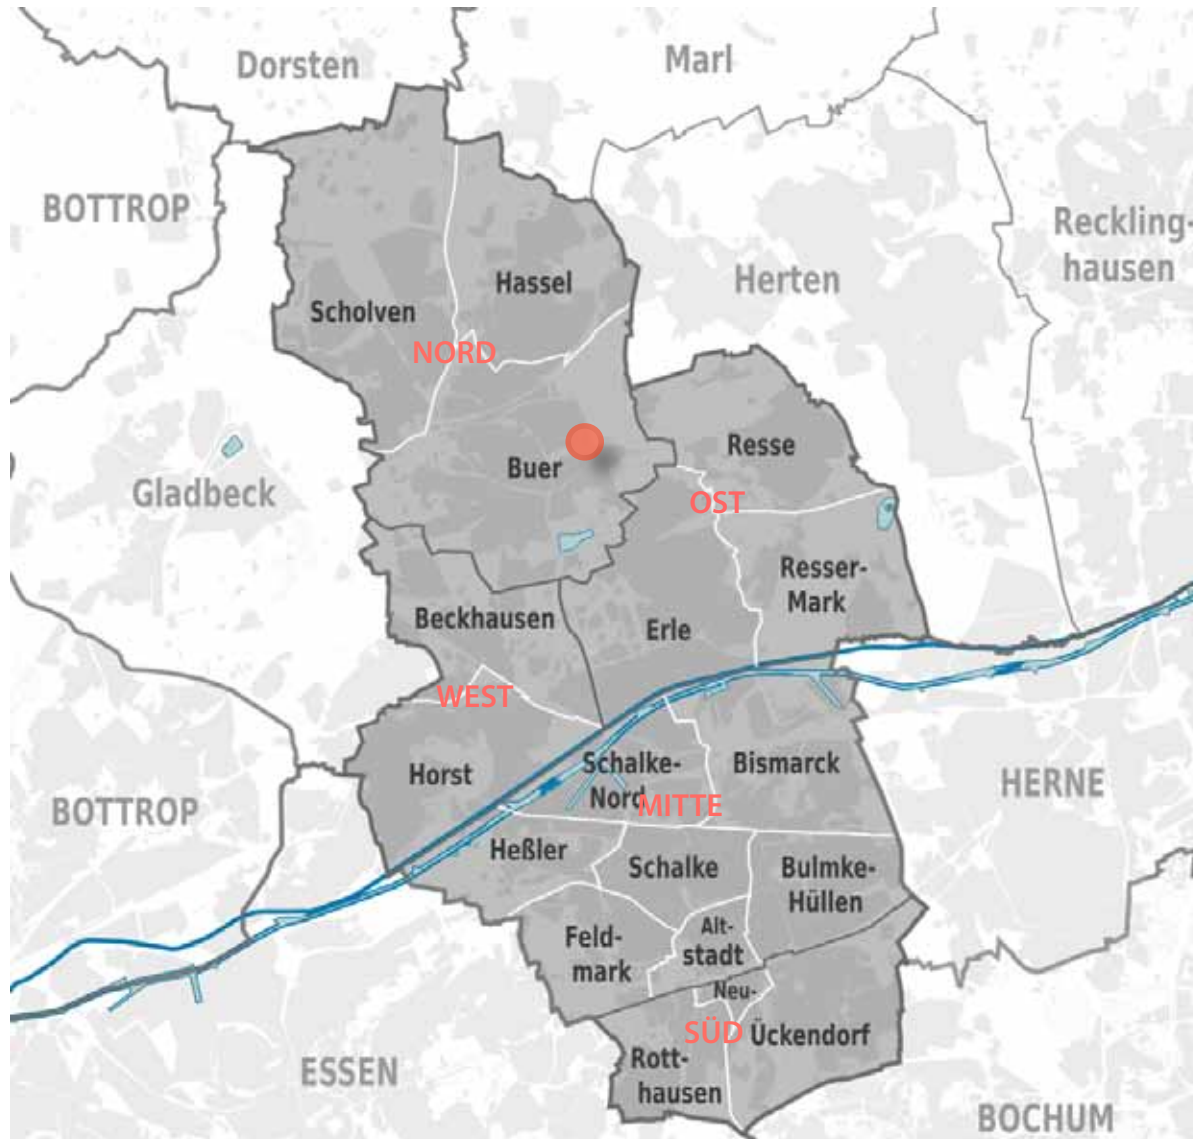 Dorsten
Marl
BOTTROP
Reckling-
hausen
Hassel
Herten
Scholven
NORD
Resse
Buer
Gladbeck
OST
Resser-
Mark
Beckhausen
Erle
WEST
Schalke-
Nord
Bismarck
Horst
HERNE
MITTE
BOTTROP
Heßler
Schalke
Bulmke-
Hüllen
Alt-
stadt
Feld-
mark
Neu-
SÜD
Ückendorf
Rott-
hausen
ESSEN
BOCHUM